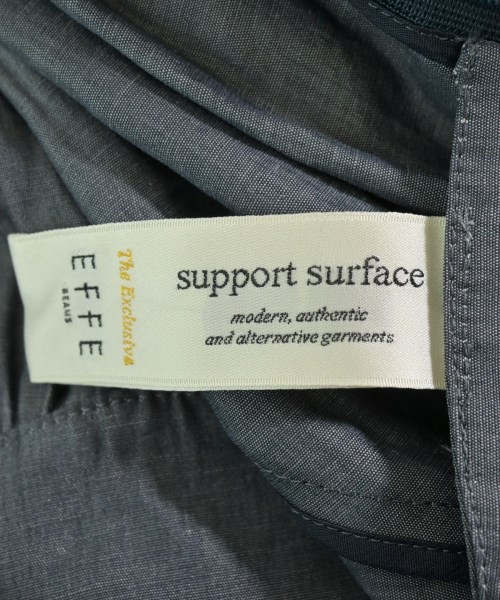 support surface
modern, authentic
and alternative garments
The Exclusive
EFFE
BEAMS